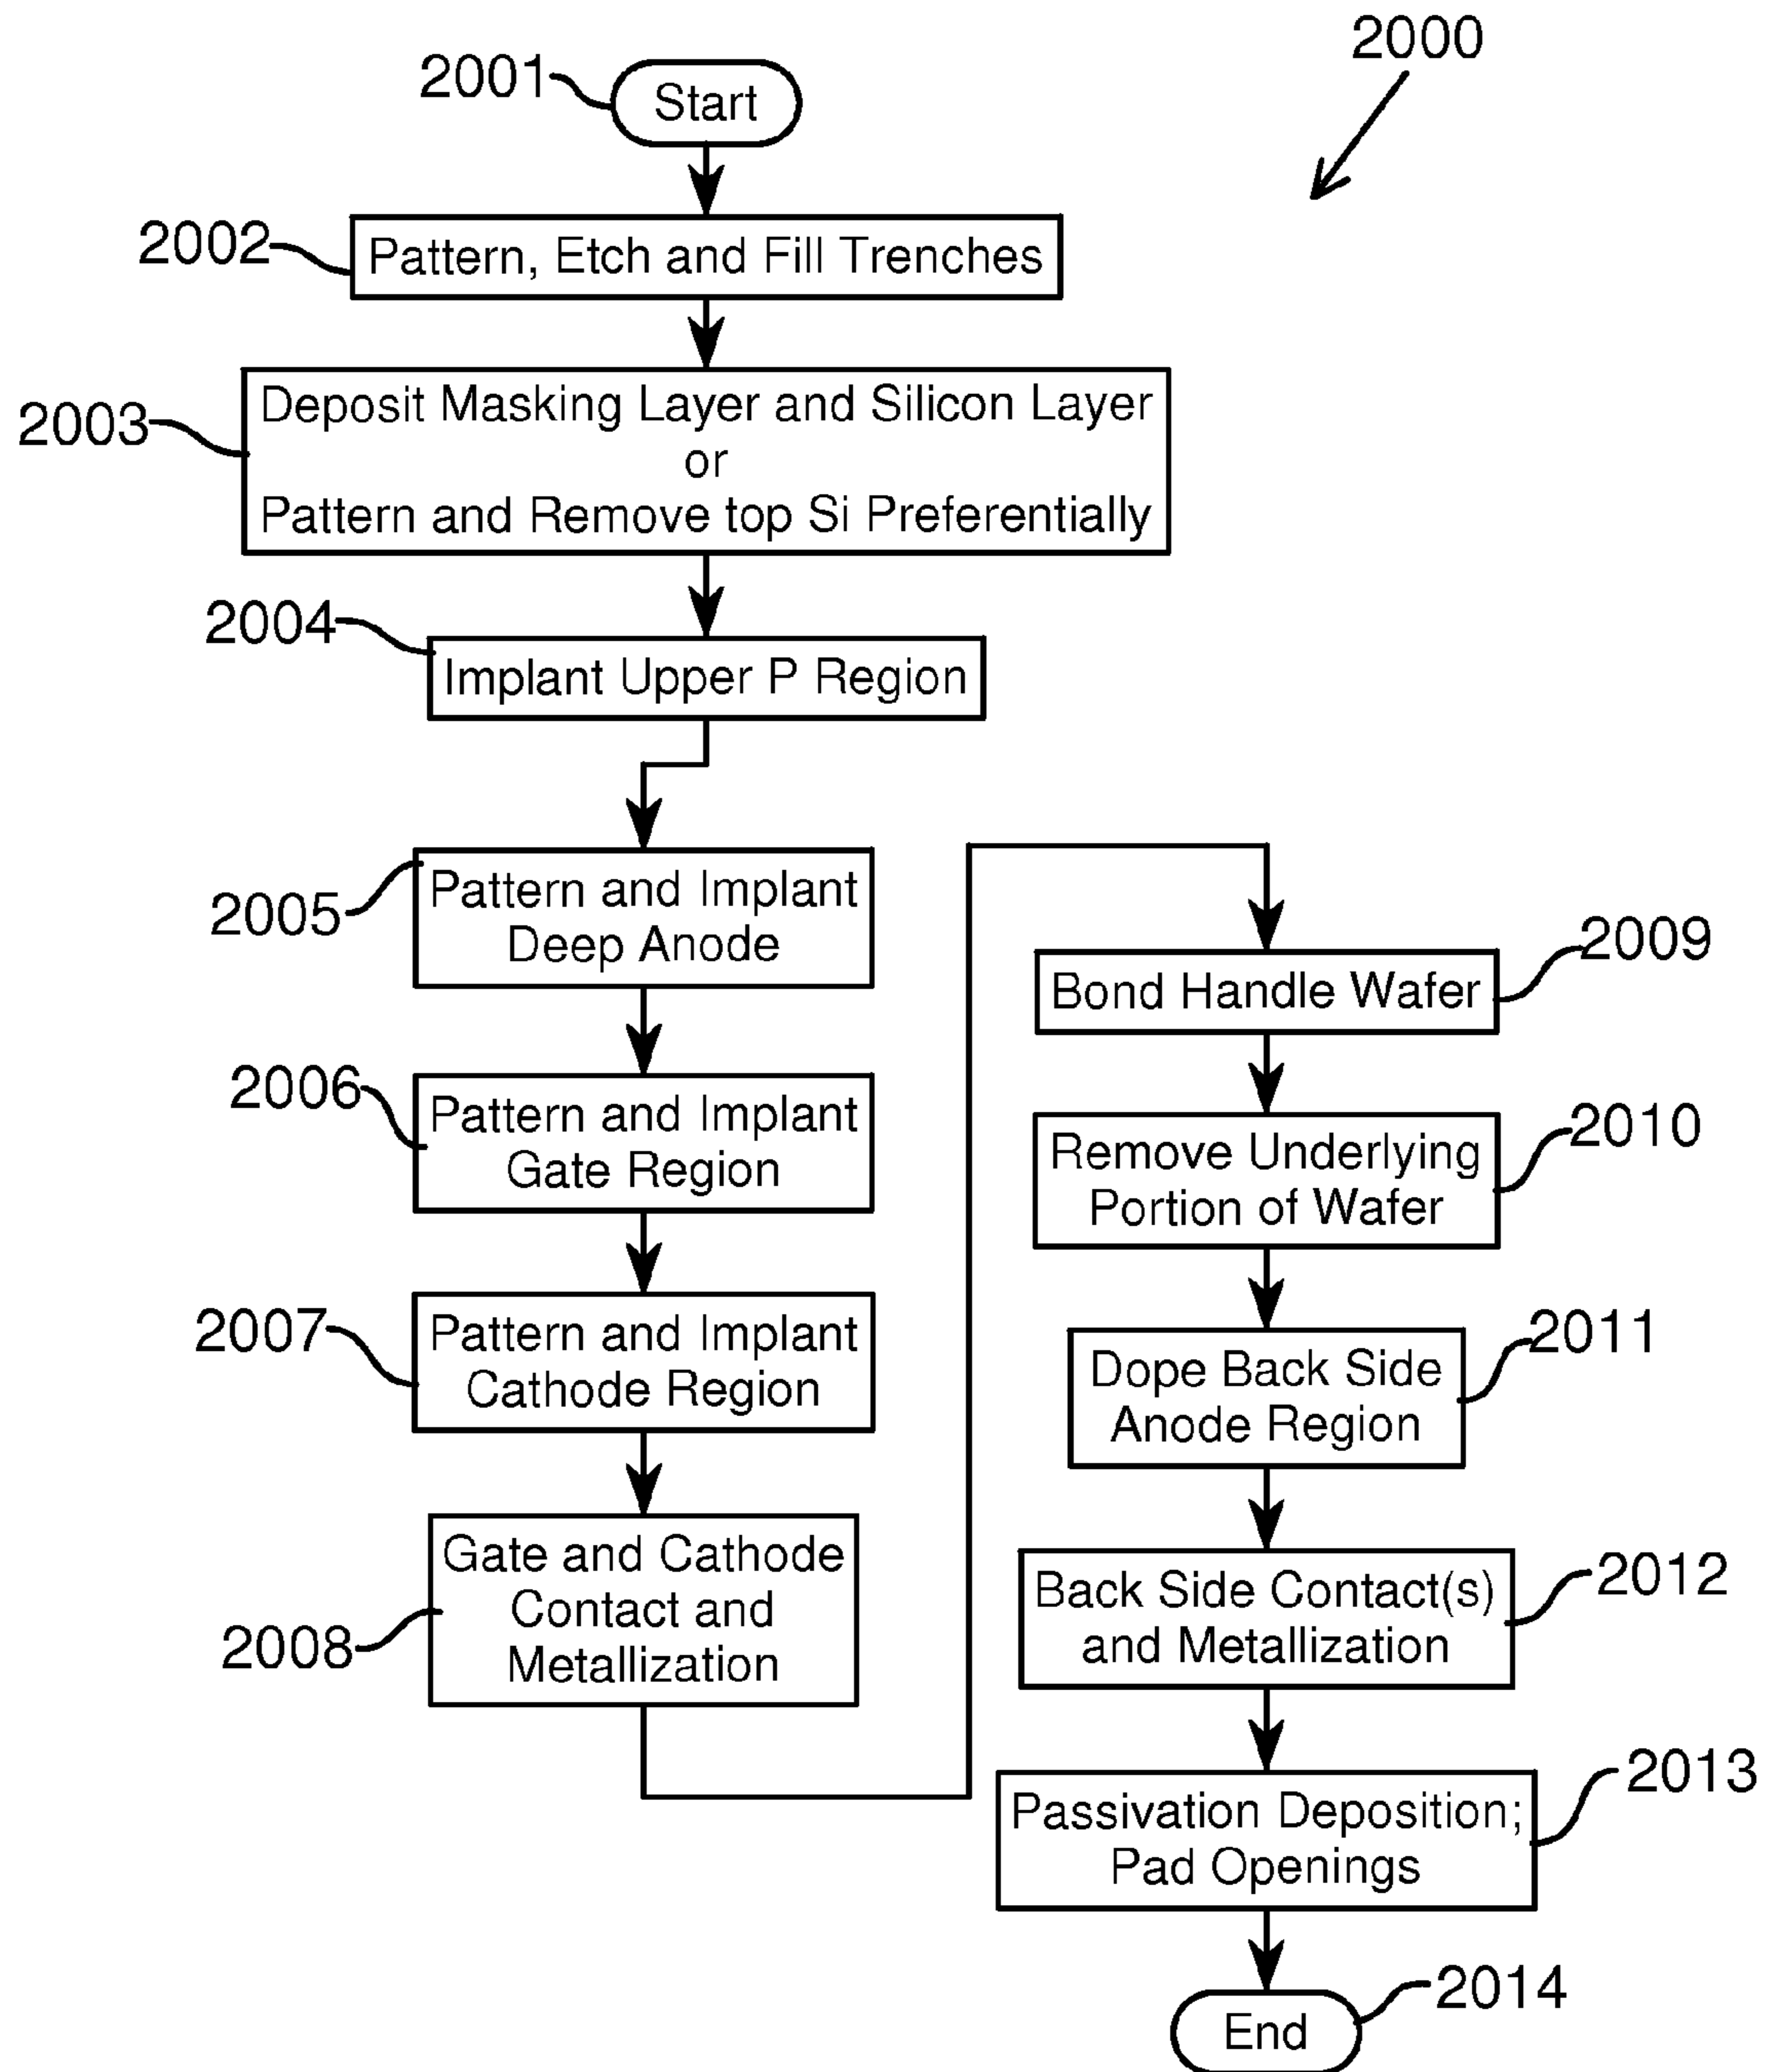 2000
2001
Start
2002
Pattern, Etch and Fill Trenches
2003
Deposit Masking Layer and Silicon Layer
or
Pattern and Remove top Si Preferentially
2004
Implant Upper P Region
2005
Pattern and Implant
Deep Anode
2006
Pattern and Implant
Gate Region
2007
Pattern and Implant
Cathode Region
2008
Gate and Cathode
Contact and
Metallization
2009
Bond Handle Wafer
2010
Remove Underlying
Portion of Wafer
2011
Dope Back Side
Anode Region
2012
Back Side Contact(s)
and Metallization
2013
Passivation Deposition;
Pad Openings
2014
End